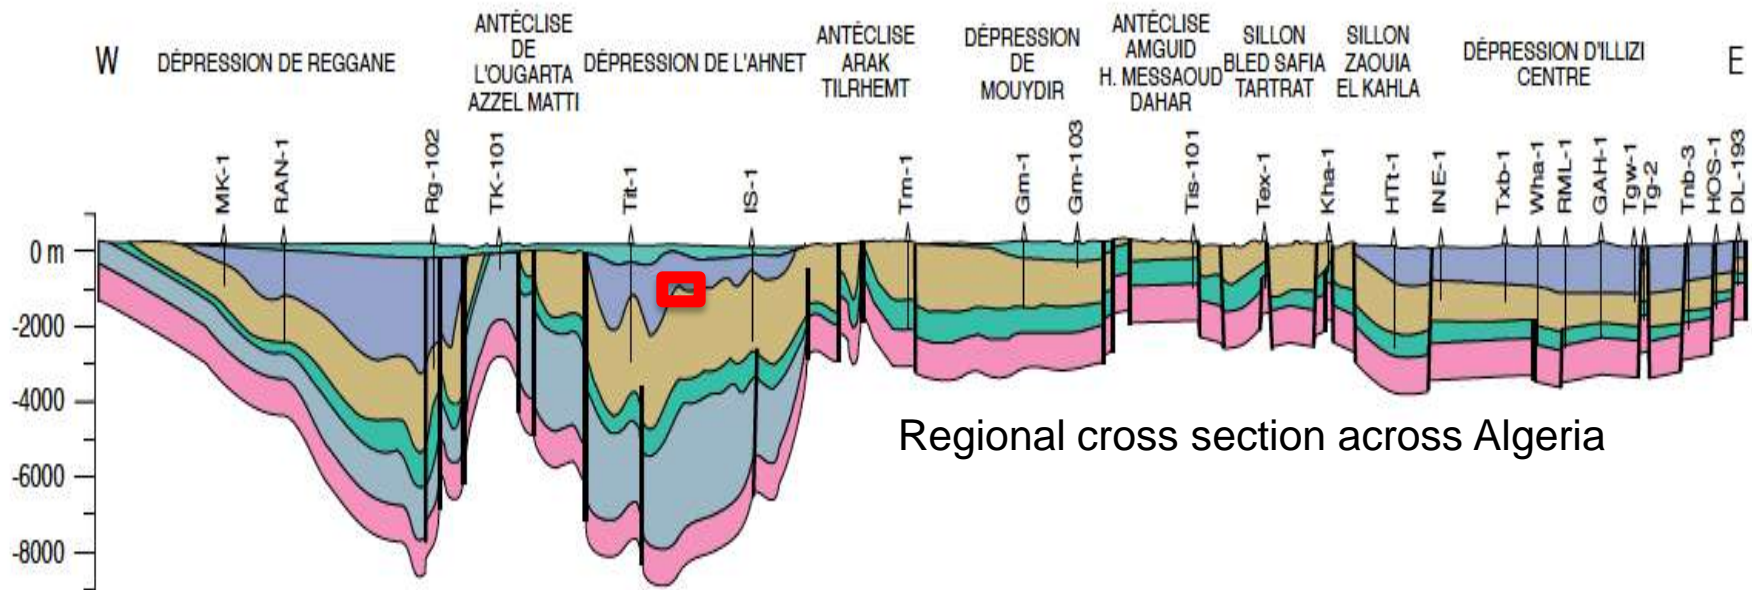 W
DÉPRESSION DE REGGANE
ANTÉCLISE
DE
L'OUGARTA
AZZEL MATTI
DÉPRESSION DE L'AHNET
ANTÉCLISE
ARAK
TILRHEMT
DÉPRESSION
DE
MOUYDIR
ANTÉCLISE
AMGUID
H. MESSAOUD
DAHAR
SILLON
BLED SAFIA
TARTRAT
SILLON
ZAOUIA
EL KAHLA
DÉPRESSION D'ILLIZI
CENTRE
E
MK-1
RAN-1
Rg-102
TK-101
Tit-1
IS-1
Trn-1
Gm-1
Gm-103
Tis-101
Tex-1
Kha-1
HTt-1
INE-1
Txb-1
Wha-1
RML-1
GAH-1
Tgw-1
Tg-2
Tnb-3
HOS-1
DL-193
0 m
-2000
-4000
-6000
-8000
Regional cross section across Algeria